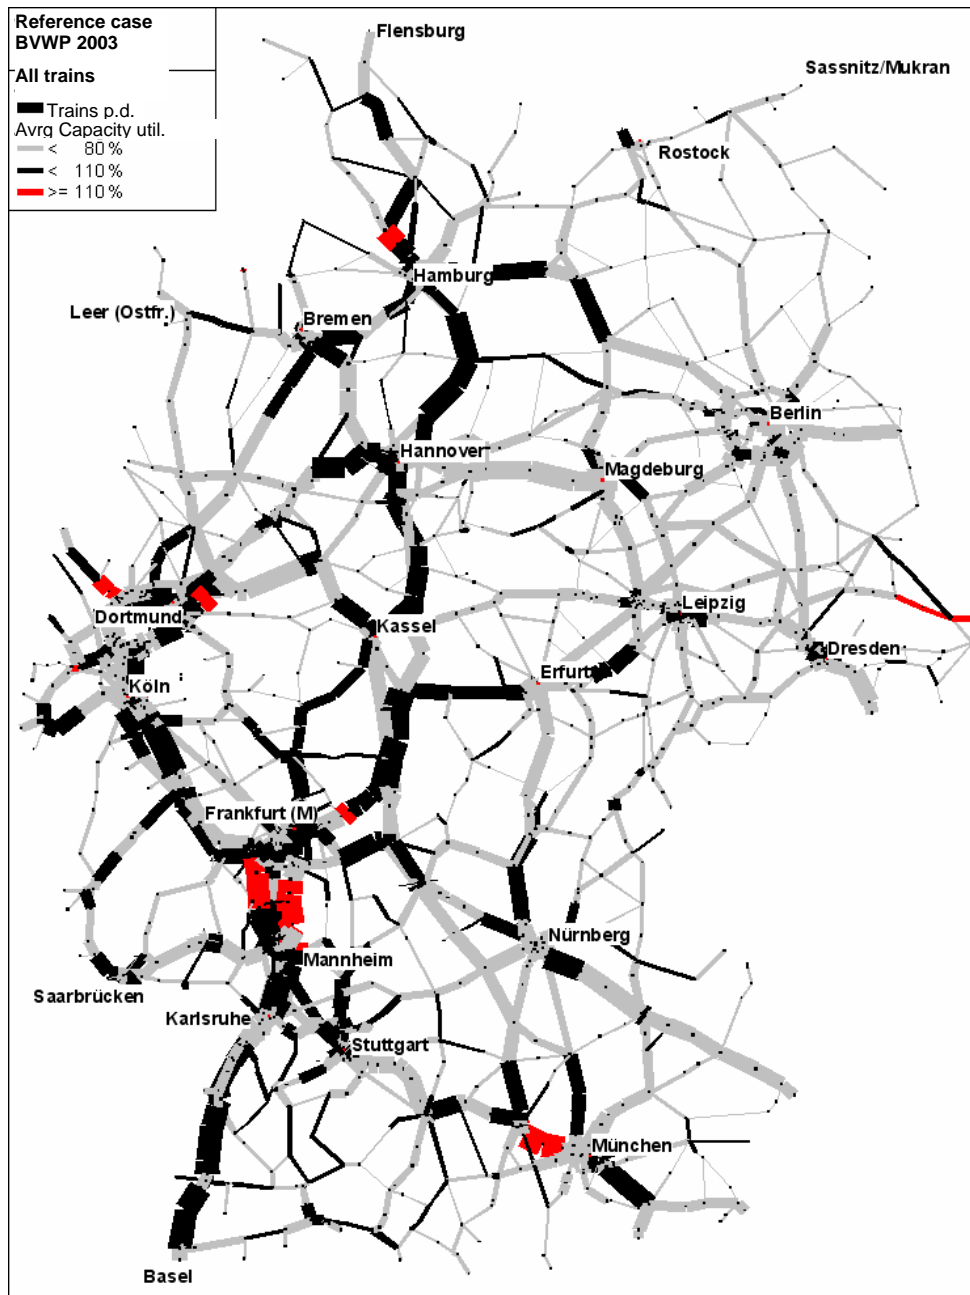 Reference case
BVWP 2003
All trains
Trains p.d.
Avrg Capacity util.
< 80 %
< 110 %
>= 110 %
Flensburg
Sassnitz/Mukran
Rostock
Hamburg
Leer (Ostfr.)
Bremen
Berlin
Hannover
Magdeburg
Dortmund
Leipzig
Kassel
Dresden
Erfurt
Köln
Frankfurt (M)
Nürnberg
Mannheim
Saarbrücken
Karlsruhe
Stuttgart
München
Basel